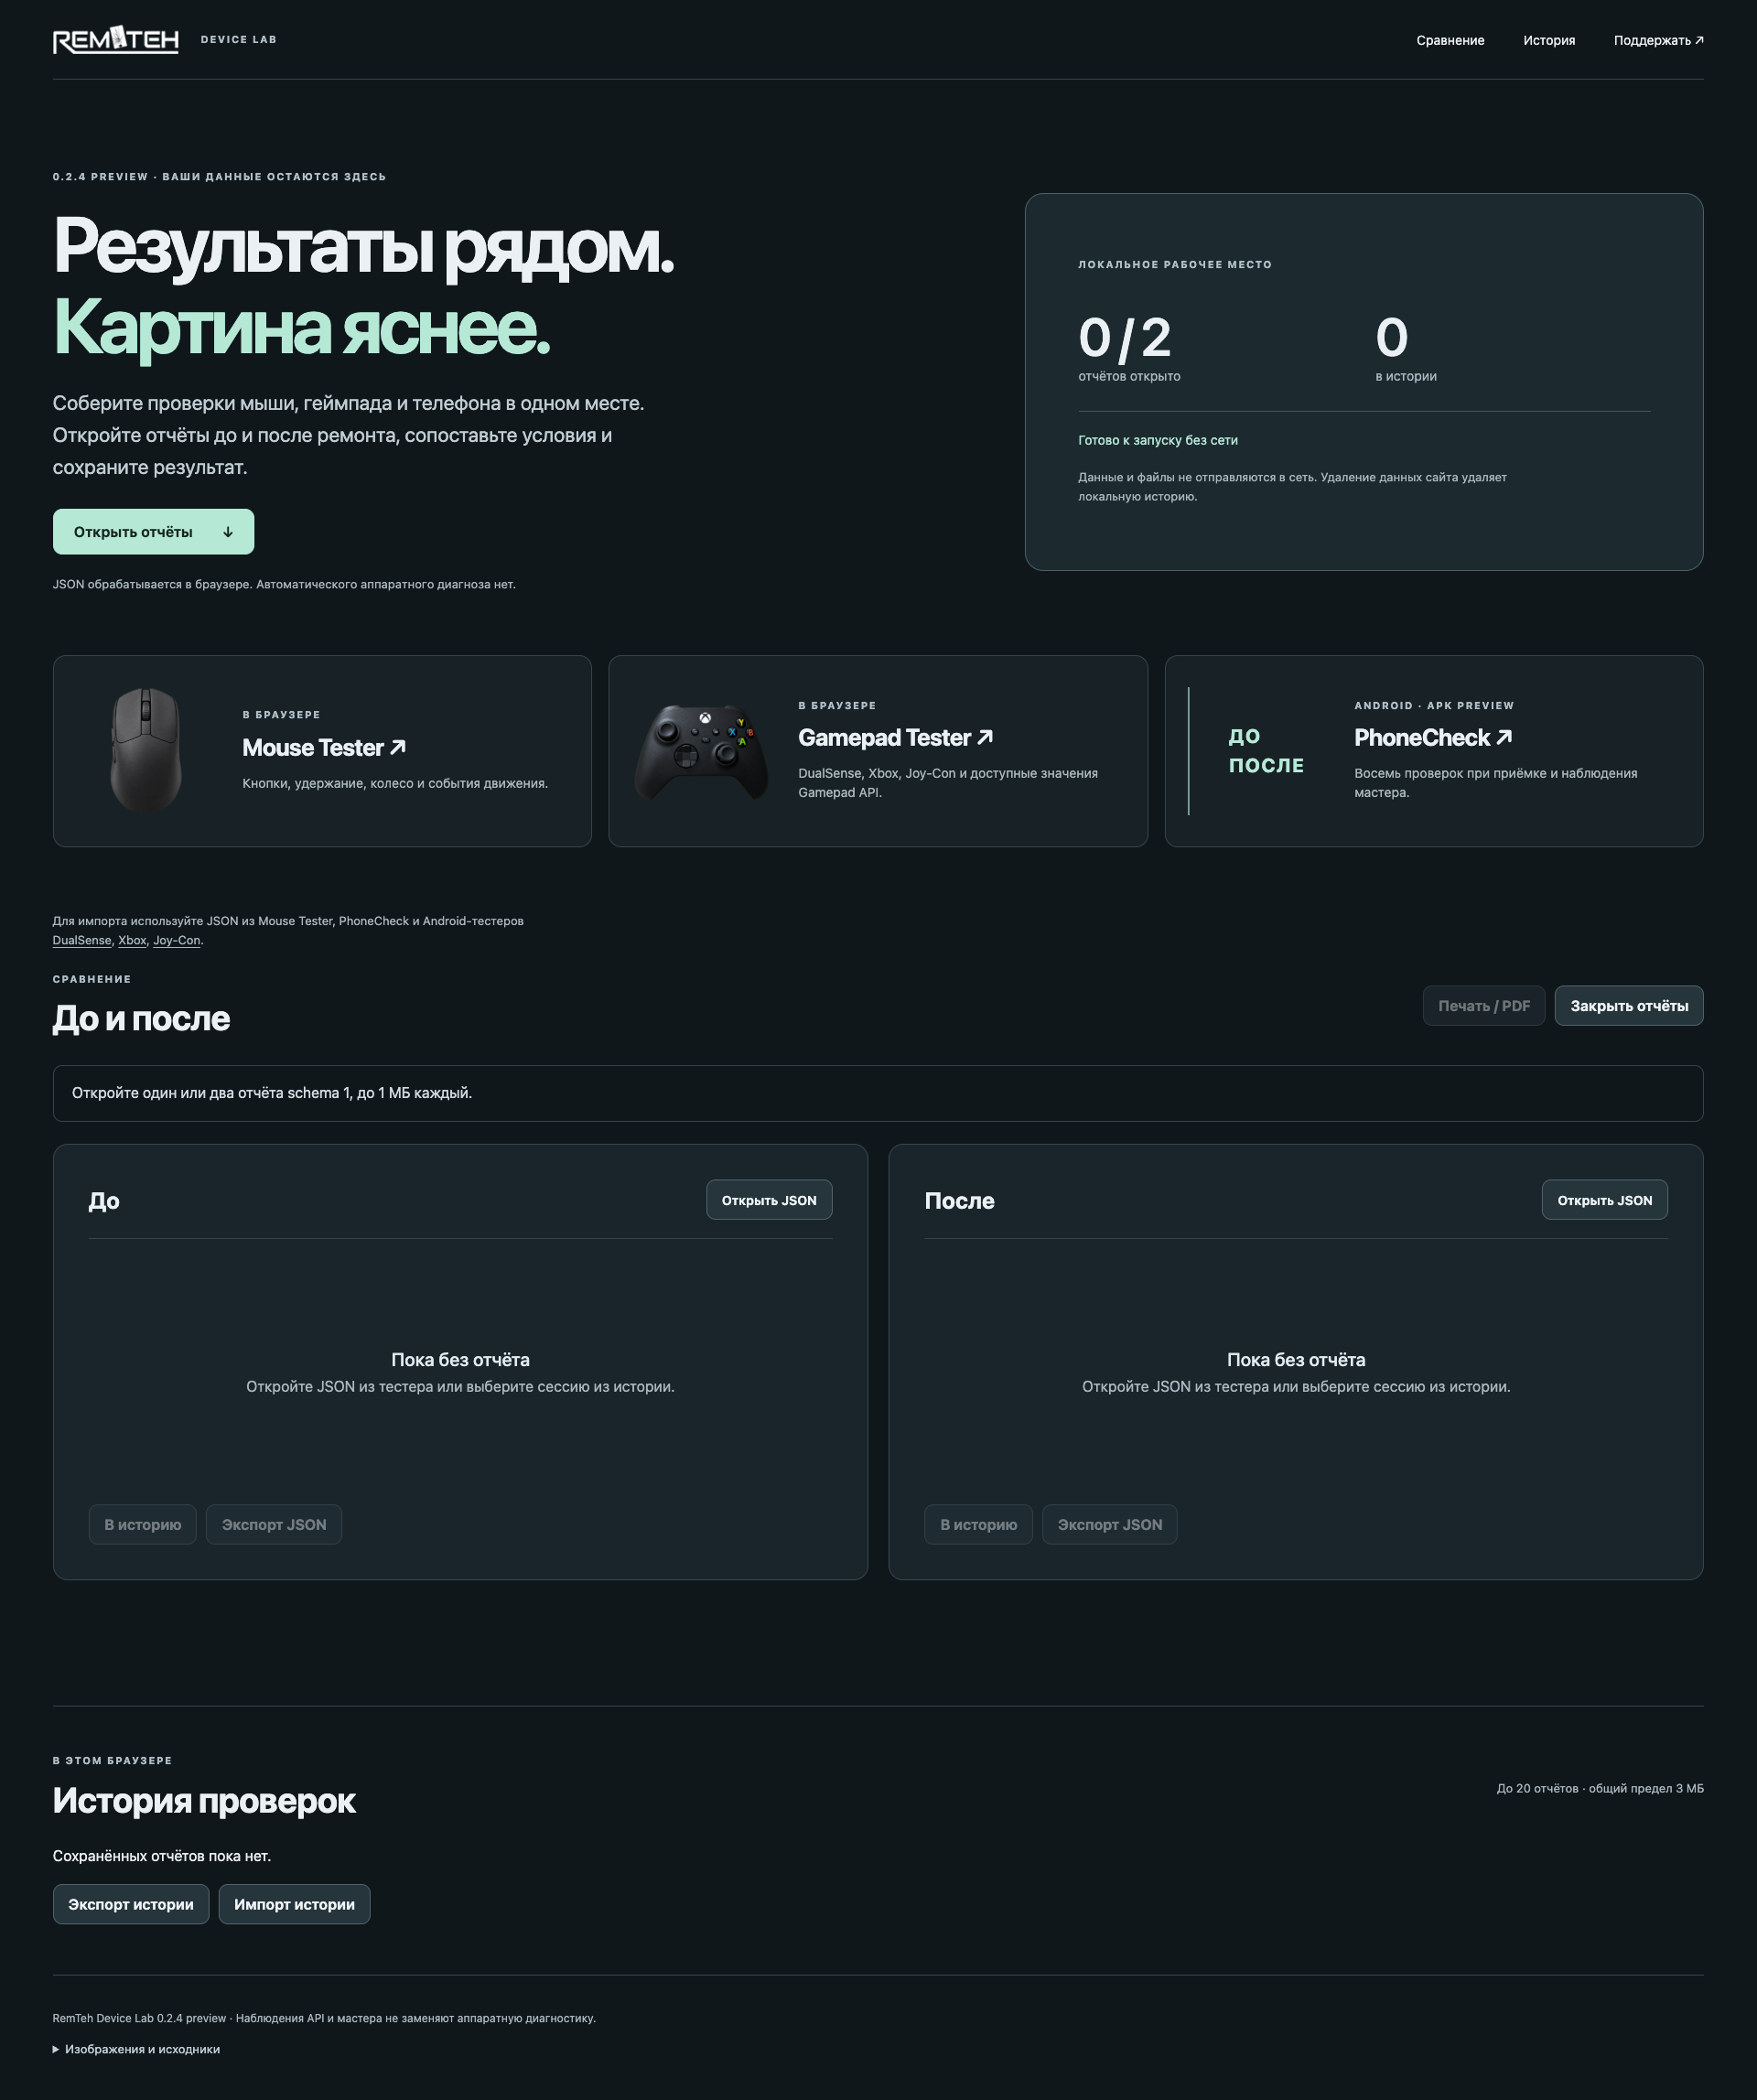 REMTEH
DEVICE LAB
Сравнение
История
Поддержать ↗
0.2.4 PREVIEW · ВАШИ ДАННЫЕ ОСТАЮТСЯ ЗДЕСЬ
Результаты рядом.
Картина яснее.
Соберите проверки мыши, геймпада и телефона в одном месте.
Откройте отчёты до и после ремонта, сопоставьте условия и
сохраните результат.
Открыть отчёты ↓
JSON обрабатывается в браузере. Автоматического аппаратного диагноза нет.
ЛОКАЛЬНОЕ РАБОЧЕЕ МЕСТО
0/2
отчётов открыто
0
в истории
Готово к запуску без сети
Данные и файлы не отправляются в сеть. Удаление данных сайта удаляет
локальную историю.
В БРАУЗЕРЕ
Mouse Tester ↗
Кнопки, удержание, колесо и события движения.
Y
X
B
A
В БРАУЗЕРЕ
Gamepad Tester ↗
DualSense, Xbox, Joy-Con и доступные значения
Gamepad API.
ДО
ПОСЛЕ
ANDROID · APK PREVIEW
PhoneCheck ↗
Восемь проверок при приёмке и наблюдения
мастера.
Для импорта используйте JSON из Mouse Tester, PhoneCheck и Android-тестеров
DualSense, Xbox, Joy-Con.
СРАВНЕНИЕ
До и после
Печать / PDF
Закрыть отчёты
Откройте один или два отчёта schema 1, до 1 МБ каждый.
До
Открыть JSON
Пока без отчёта
Откройте JSON из тестера или выберите сессию из истории.
В историю
Экспорт JSON
После
Открыть JSON
Пока без отчёта
Откройте JSON из тестера или выберите сессию из истории.
В историю
Экспорт JSON
В ЭТОМ БРАУЗЕРЕ
История проверок
До 20 отчётов · общий предел 3 МБ
Сохранённых отчётов пока нет.
Экспорт истории
Импорт истории
RemTeh Device Lab 0.2.4 preview · Наблюдения API и мастера не заменяют аппаратную диагностику.
▶ Изображения и исходники